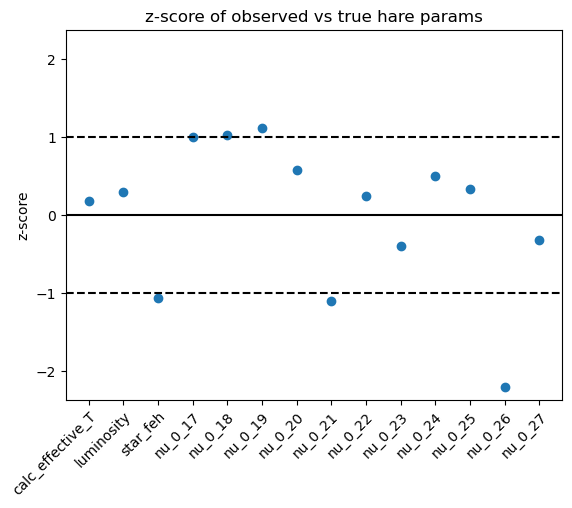 z-score of observed vs true hare params
z-score
2
1
0
−1
−2
calc_effective_T
luminosity
star_feh
nu_0_17
nu_0_18
nu_0_19
nu_0_20
nu_0_21
nu_0_22
nu_0_23
nu_0_24
nu_0_25
nu_0_26
nu_0_27